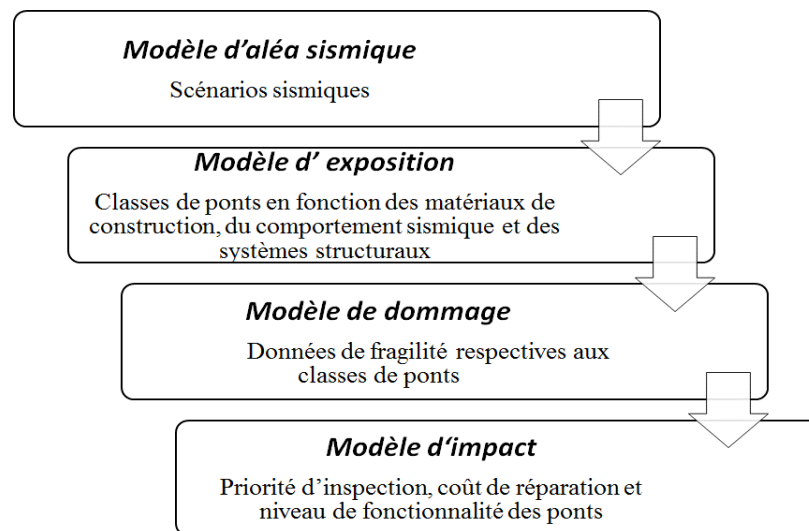 Modèle d'aléa sismique
Scénarios sismiques
Modèle d' exposition
Classes de ponts en fonction des matériaux de
construction, du comportement sismique et des
systèmes structuraux
Modèle de dommage
Données de fragilité respectives aux
classes de ponts
Modèle d‘impact
Priorité d’inspection, coût de réparation et
niveau de fonctionnalité des ponts